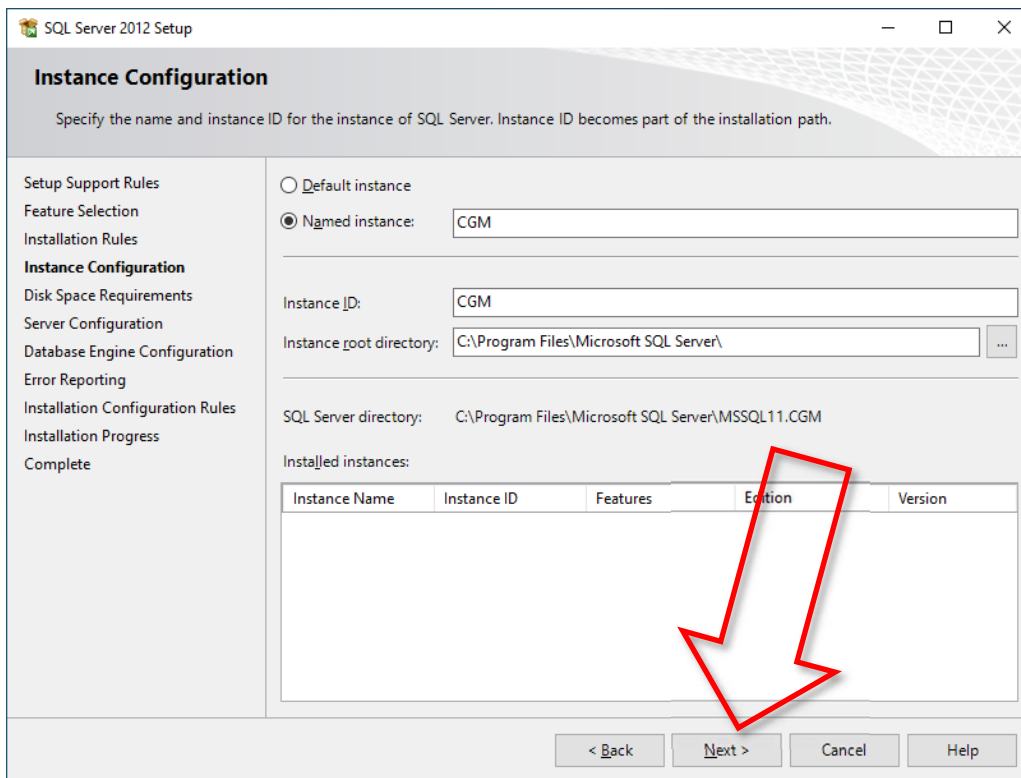 SQL Server 2012 Setup
Instance Configuration
Specify the name and instance ID for the instance of SQL Server. Instance ID becomes part of the installation path.
Setup Support Rules
Feature Selection
Installation Rules
Instance Configuration
Disk Space Requirements
Server Configuration
Database Engine Configuration
Error Reporting
Installation Configuration Rules
Installation Progress
Complete
Default instance
Named instance: CGM
Instance ID: CGM
Instance root directory: C:\Program Files\Microsoft SQL Server\ ...
SQL Server directory: C:\Program Files\Microsoft SQL Server\MSSQL11.CGM
Installed instances:
Instance Name Instance ID Features Edition Version
< Back Next > Cancel Help